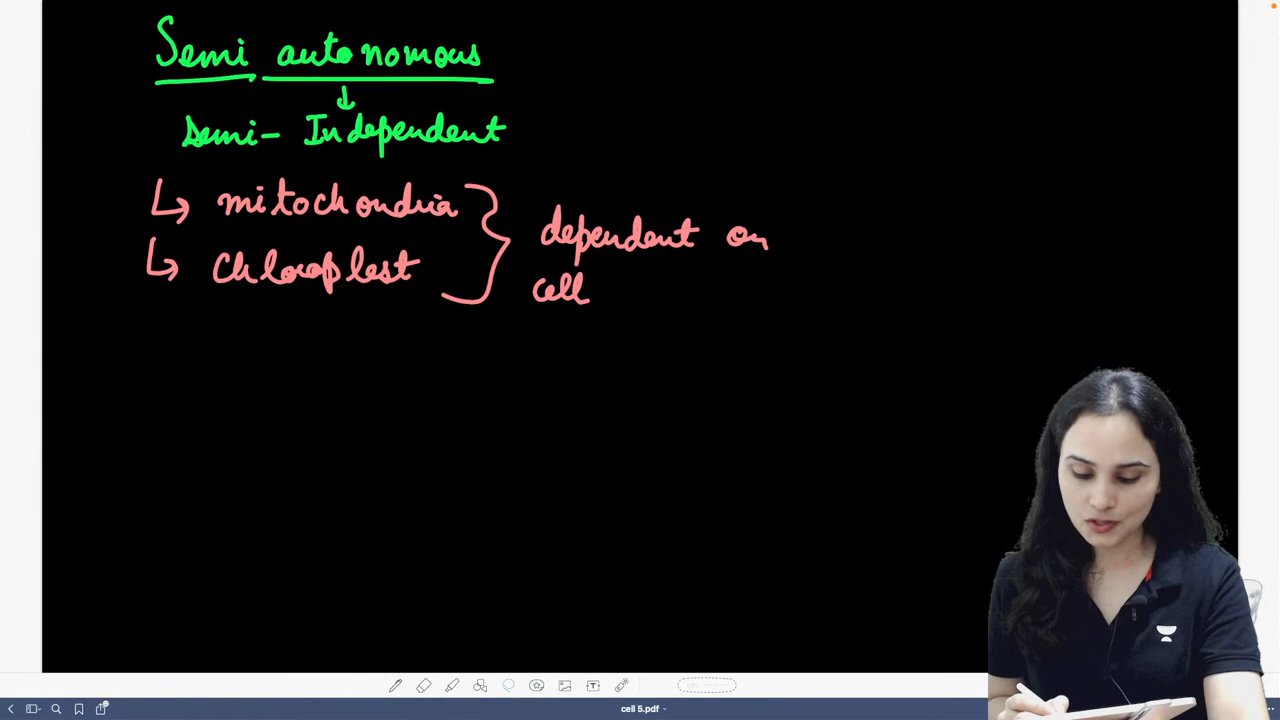 Semi autonomous
↓
Semi- Independent
↳ mitochondria
↳ Chloroplast
dependent on
cell
cell 5.pdf